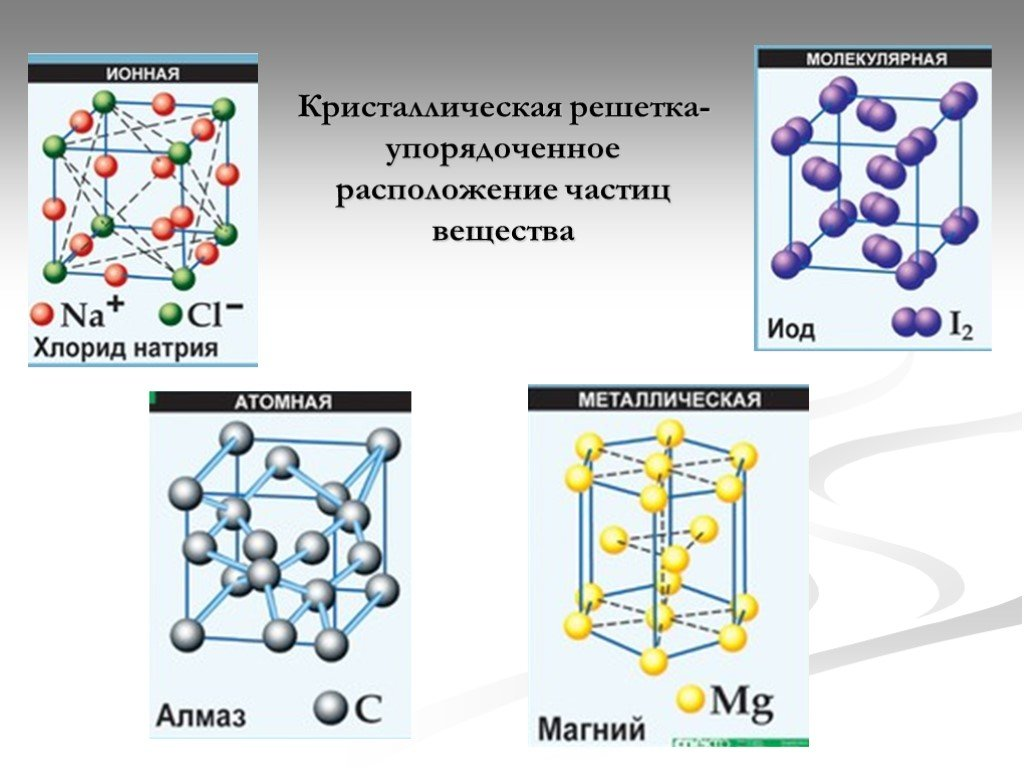 ИОННАЯ
Na⁺ Cl⁻
Хлорид натрия
Кристаллическая решетка-
упорядоченное
расположение частиц
вещества
МОЛЕКУЛЯРНАЯ
Иод I₂
АТОМНАЯ
Алмаз C
МЕТАЛЛИЧЕСКАЯ
Mg
Магний